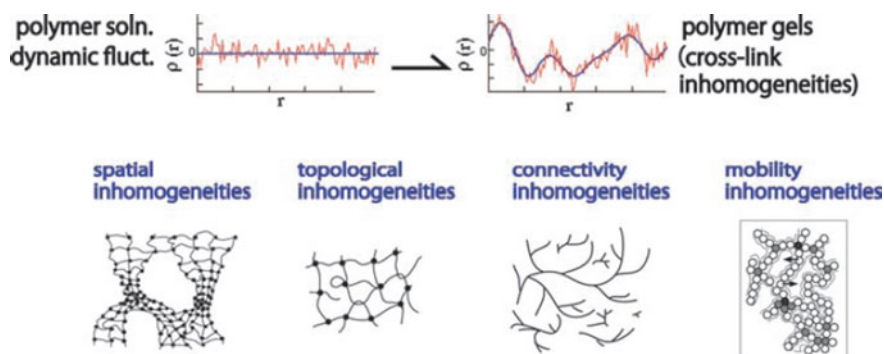 polymer soln.
dynamic fluct.
ρ (r)
0
r
ρ (r)
0
r
polymer gels
(cross-link
inhomogeneities)
spatial
inhomogeneities
topological
inhomogeneities
connectivity
inhomogeneities
mobility
inhomogeneities